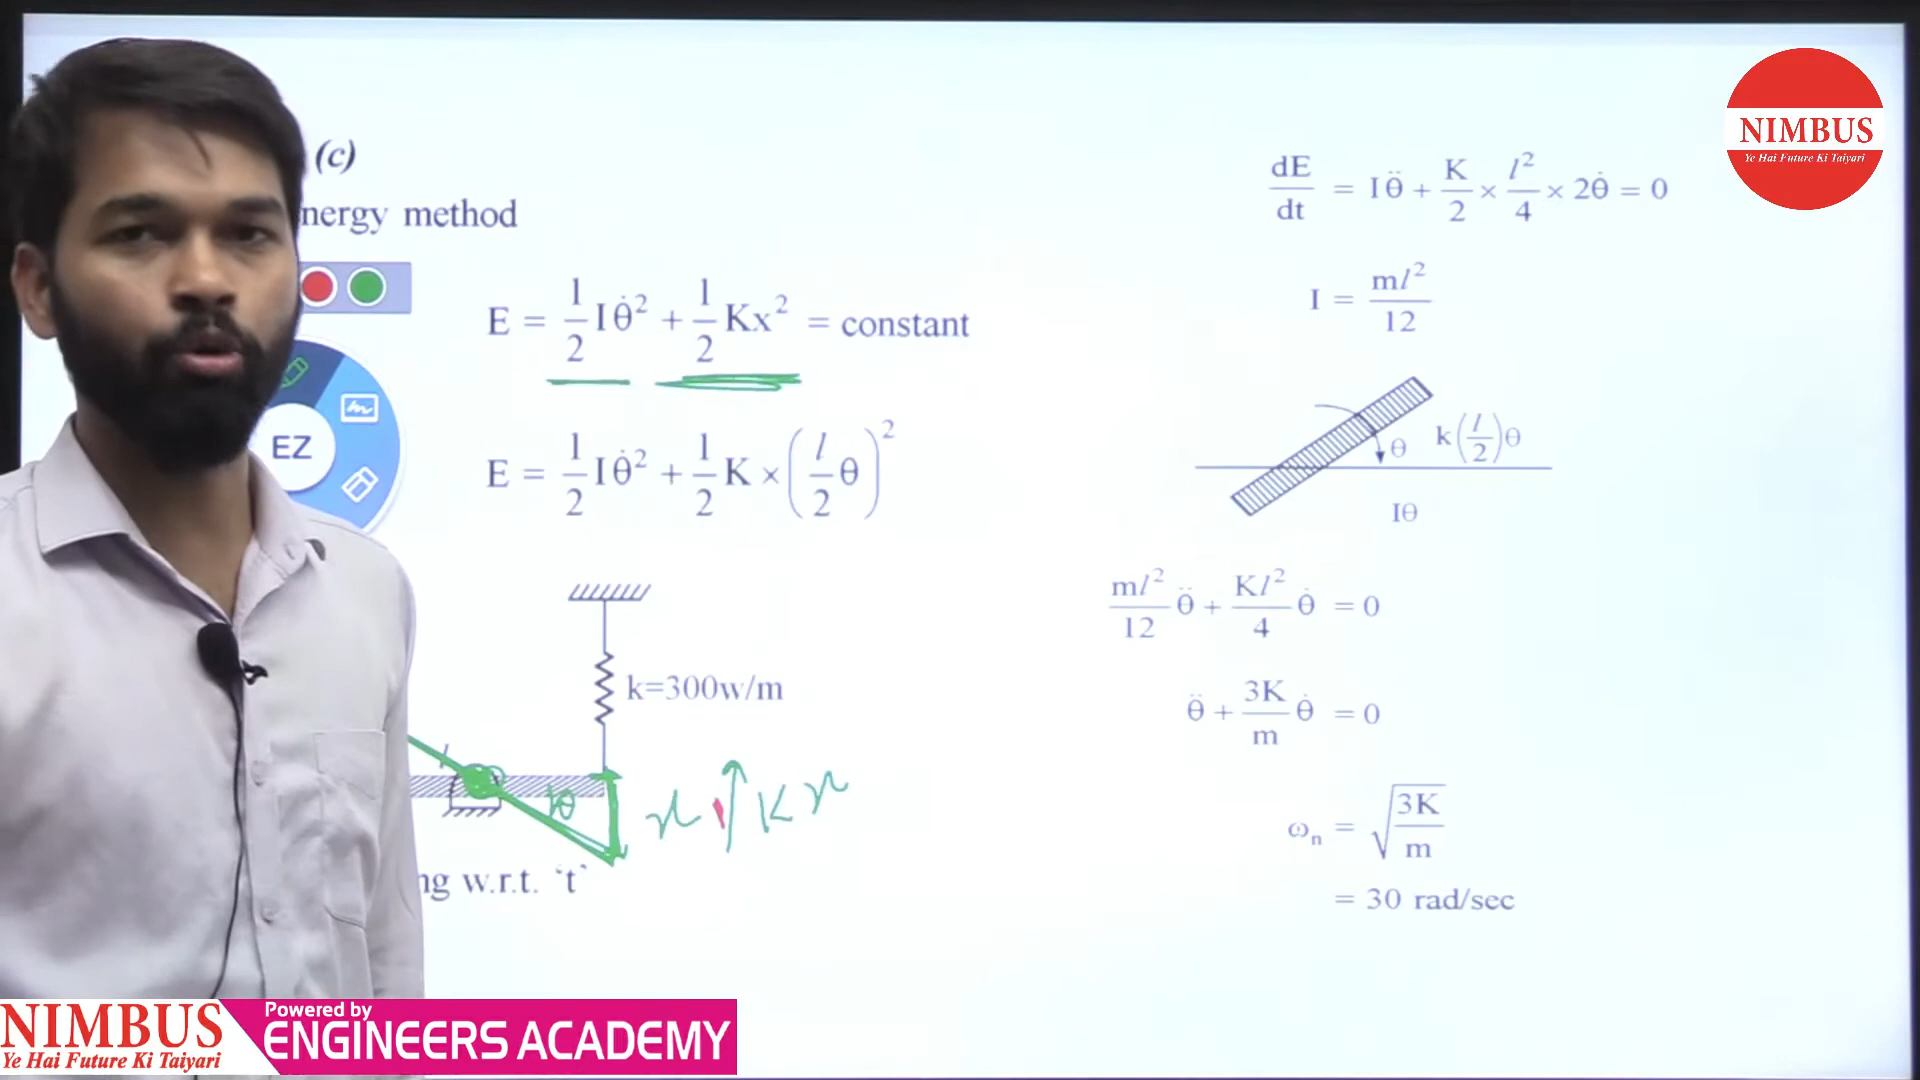 (c)
nergy method
E = 1/2 Iθ̇² + 1/2 Kx² = constant
E = 1/2 Iθ̇² + 1/2 K × (l/2 θ)²
EZ
k=300w/m
l
θ
x ↑ Kx
ng w.r.t. ‘t’
dE/dt = Iθ̈ + K/2 × l²/4 × 2θ̇ = 0
I = ml²/12
θ k(l/2)θ
Iθ
ml²/12 θ̈ + Kl²/4 θ̇ = 0
θ̈ + 3K/m θ̇ = 0
ωn = √(3K/m)
= 30 rad/sec
NIMBUS
Ye Hai Future Ki Taiyari
NIMBUS
Ye Hai Future Ki Taiyari
Powered by
ENGINEERS ACADEMY